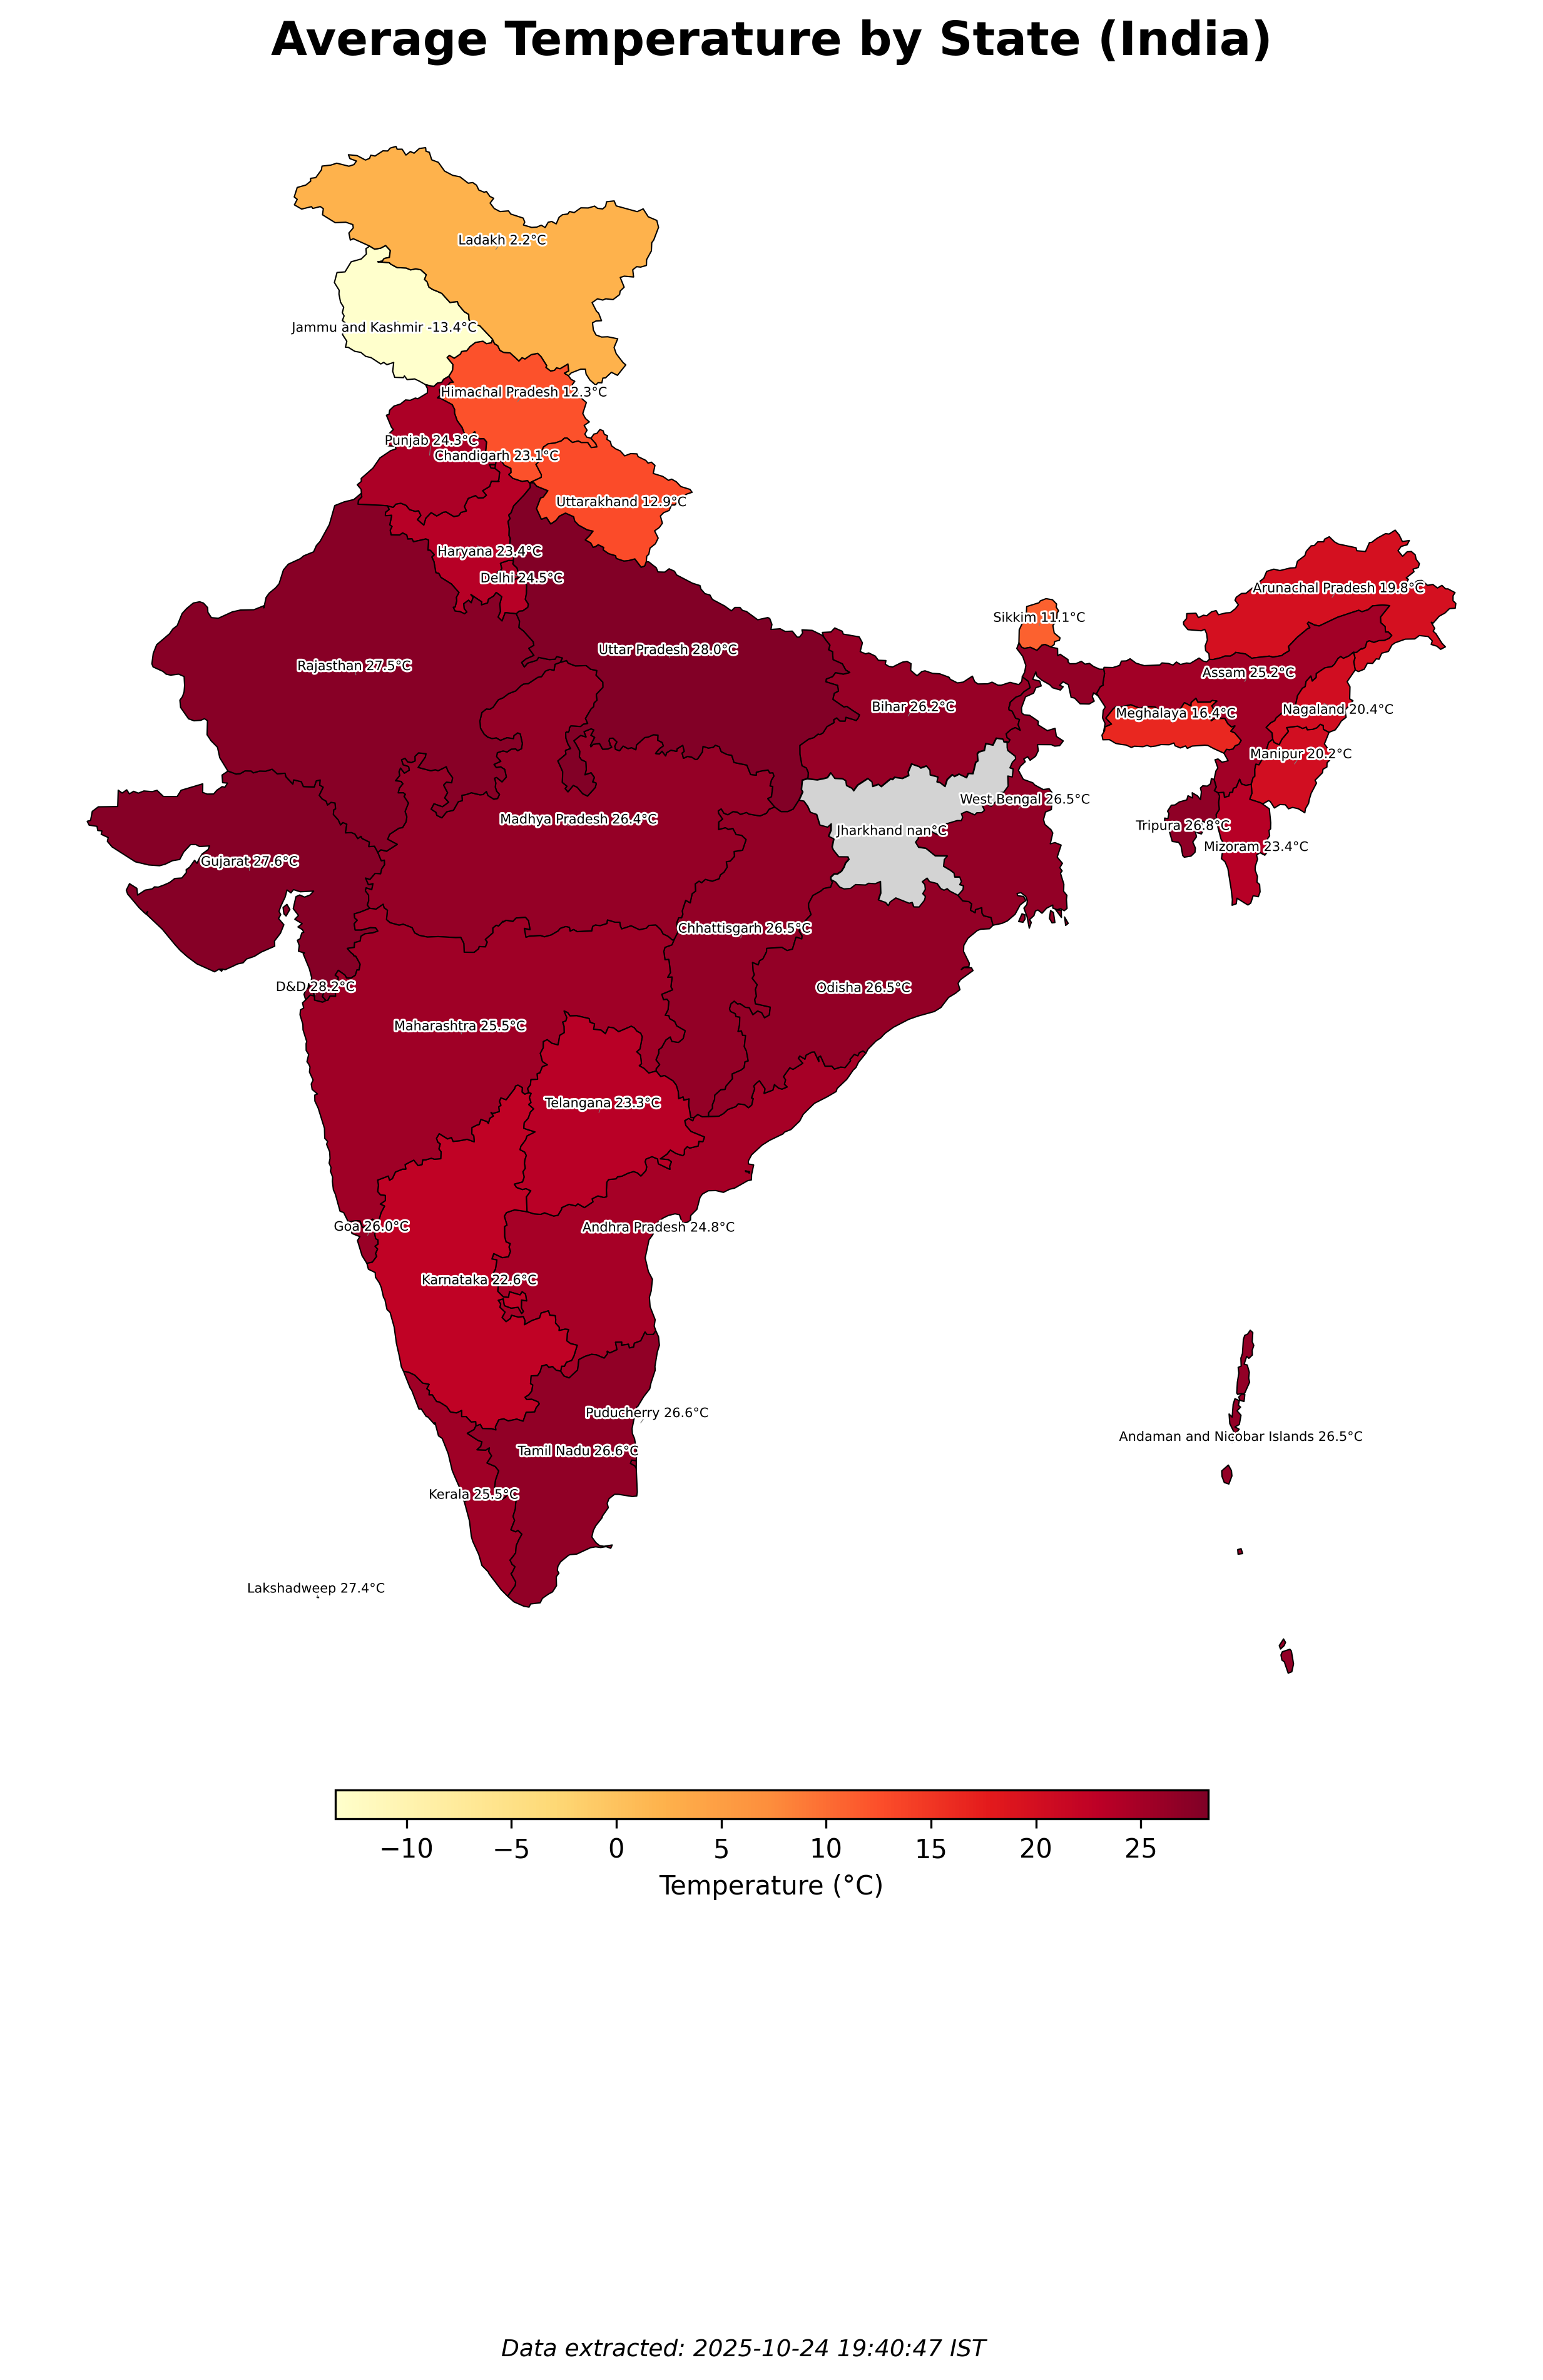 Average Temperature by State (India)
Ladakh 2.2°C
Jammu and Kashmir -13.4°C
Himachal Pradesh 12.3°C
Punjab 24.3°C
Chandigarh 23.1°C
Uttarakhand 12.9°C
Haryana 23.4°C
Delhi 24.5°C
Arunachal Pradesh 19.8°C
Sikkim 11.1°C
Uttar Pradesh 28.0°C
Rajasthan 27.5°C
Assam 25.2°C
Bihar 26.2°C
Nagaland 20.4°C
Meghalaya 16.4°C
Manipur 20.2°C
West Bengal 26.5°C
Madhya Pradesh 26.4°C
Tripura 26.8°C
Jharkhand nan°C
Mizoram 23.4°C
Gujarat 27.6°C
Chhattisgarh 26.5°C
D&D 28.2°C
Odisha 26.5°C
Maharashtra 25.5°C
Telangana 23.3°C
Goa 26.0°C
Andhra Pradesh 24.8°C
Karnataka 22.6°C
Puducherry 26.6°C
Andaman and Nicobar Islands 26.5°C
Tamil Nadu 26.6°C
Kerala 25.5°C
Lakshadweep 27.4°C
−10 −5 0 5 10 15 20 25
Temperature (°C)
Data extracted: 2025-10-24 19:40:47 IST